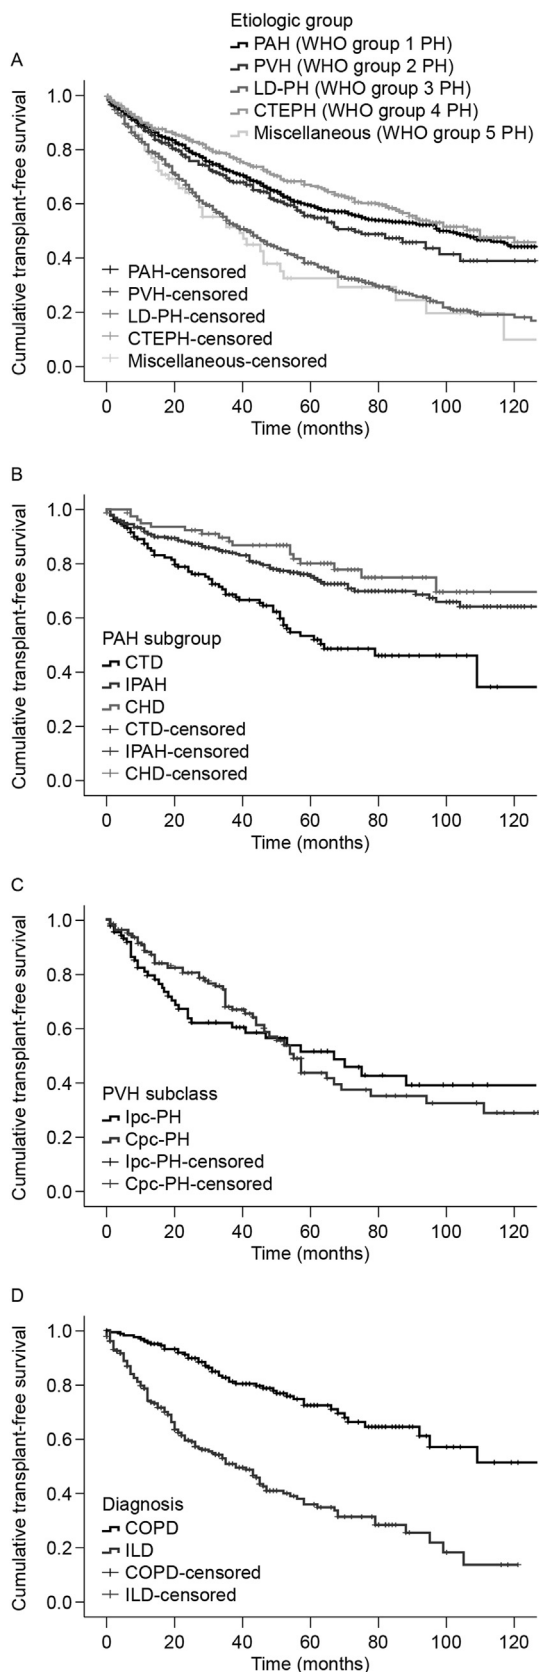 Etiologic group
PAH (WHO group 1 PH)
PVH (WHO group 2 PH)
LD-PH (WHO group 3 PH)
CTEPH (WHO group 4 PH)
Miscellaneous (WHO group 5 PH)
A
Cumulative transplant-free survival
1.0
0.8
0.6
0.4
0.2
0.0
PAH-censored
PVH-censored
LD-PH-censored
CTEPH-censored
Miscellaneous-censored
0 20 40 60 80 100 120
Time (months)
B
Cumulative transplant-free survival
1.0
0.8
0.6
0.4
0.2
0.0
PAH subgroup
CTD
IPAH
CHD
CTD-censored
IPAH-censored
CHD-censored
0 20 40 60 80 100 120
Time (months)
C
Cumulative transplant-free survival
1.0
0.8
0.6
0.4
0.2
0.0
PVH subclass
Ipc-PH
Cpc-PH
Ipc-PH-censored
Cpc-PH-censored
0 20 40 60 80 100 120
Time (months)
D
Cumulative transplant-free survival
1.0
0.8
0.6
0.4
0.2
0.0
Diagnosis
COPD
ILD
COPD-censored
ILD-censored
0 20 40 60 80 100 120
Time (months)